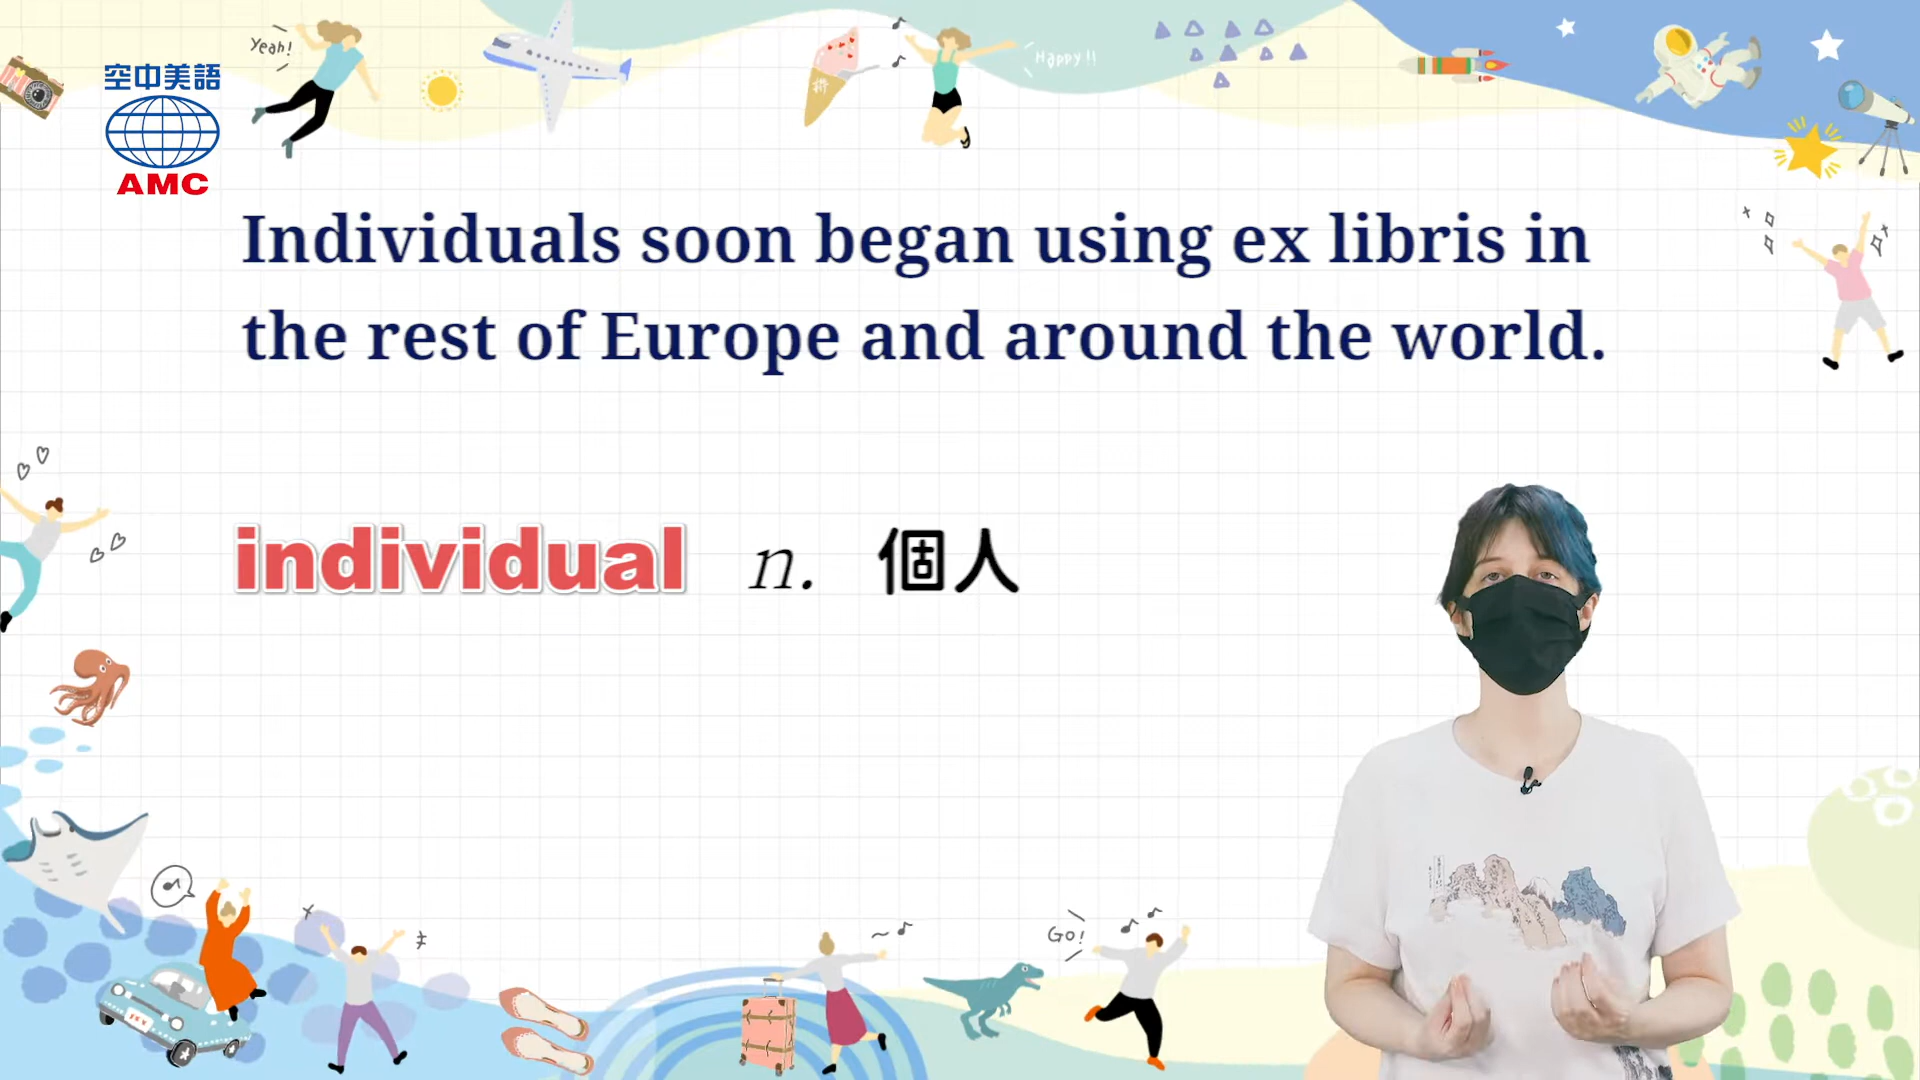 Yeah!
Happy!!
空中美語
AMC
Individuals soon began using ex libris in
the rest of Europe and around the world.
individual n. 個人
Go!